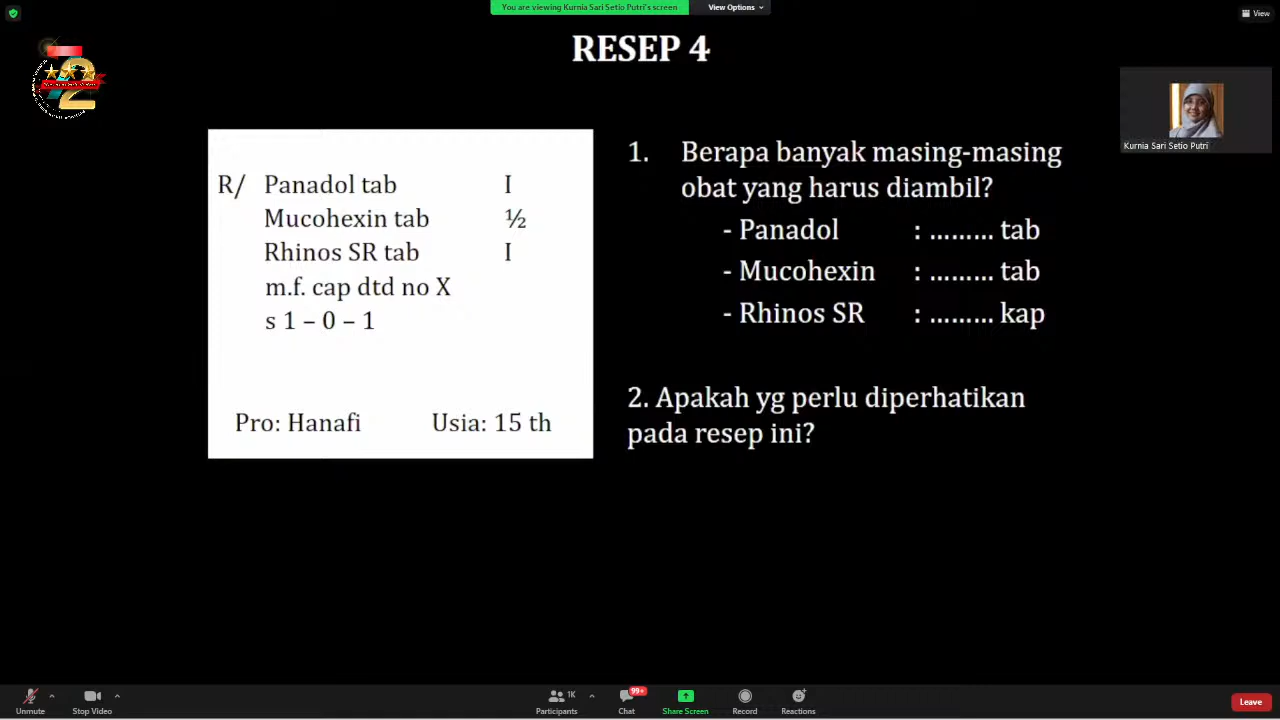 You are viewing Kurnia Sari Setio Putri's screen
View Options
View
RESEP 4
2
Kurnia Sari Setio Putri
R/ Panadol tab I
Mucohexin tab ½
Rhinos SR tab I
m.f. cap dtd no X
s 1 – 0 – 1
Pro: Hanafi Usia: 15 th
1. Berapa banyak masing-masing
obat yang harus diambil?
- Panadol : ……… tab
- Mucohexin : ……… tab
- Rhinos SR : ……… kap
2. Apakah yg perlu diperhatikan
pada resep ini?
Unmute
Stop Video
1K
Participants
99+
Chat
Share Screen
Record
Reactions
Leave